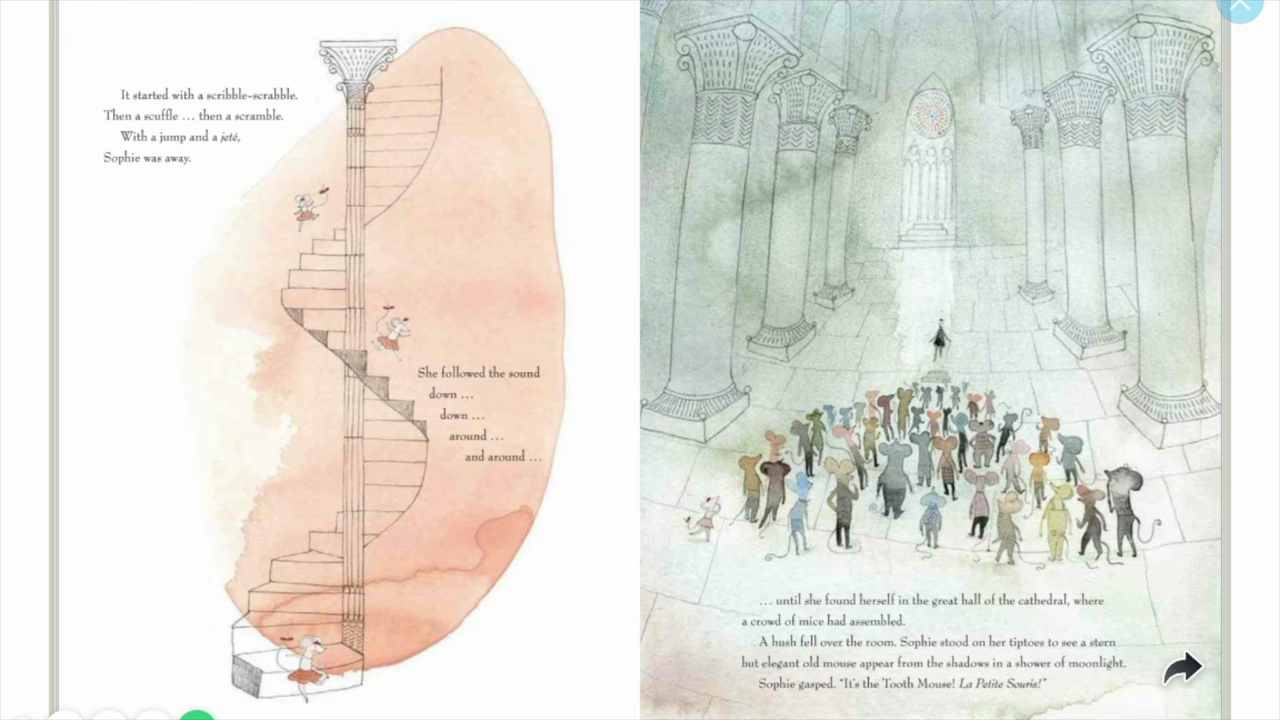 It started with a scribble-scrabble.
Then a scuffle … then a scramble.
With a jump and a jeté,
Sophie was away.
She followed the sound
down …
down …
around …
and around …
… until she found herself in the great hall of the cathedral, where
a crowd of mice had assembled.
A hush fell over the room. Sophie stood on her tiptoes to see a stern
but elegant old mouse appear from the shadows in a shower of moonlight.
Sophie gasped. “It’s the Tooth Mouse! La Petite Souris!”